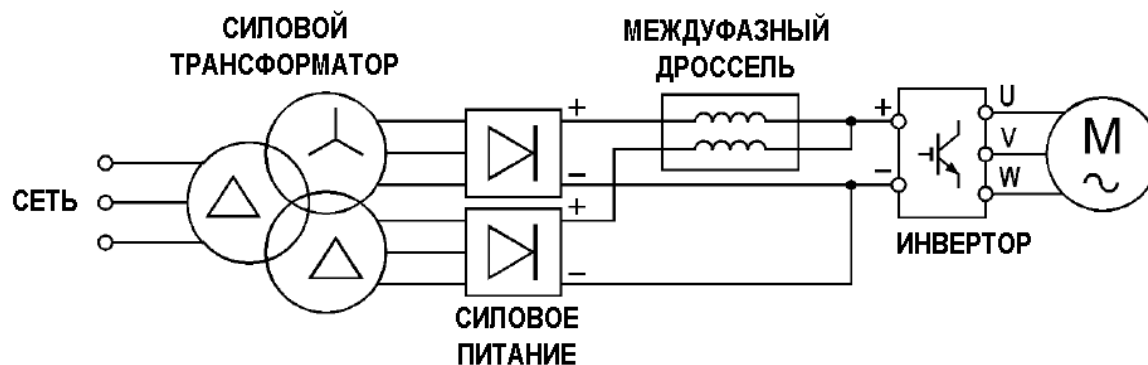 СИЛОВОЙ
ТРАНСФОРМАТОР
МЕЖДУФАЗНЫЙ
ДРОССЕЛЬ
СЕТЬ
+
−
+
−
+
−
U
V
W
M
~
ИНВЕРТОР
СИЛОВОЕ
ПИТАНИЕ